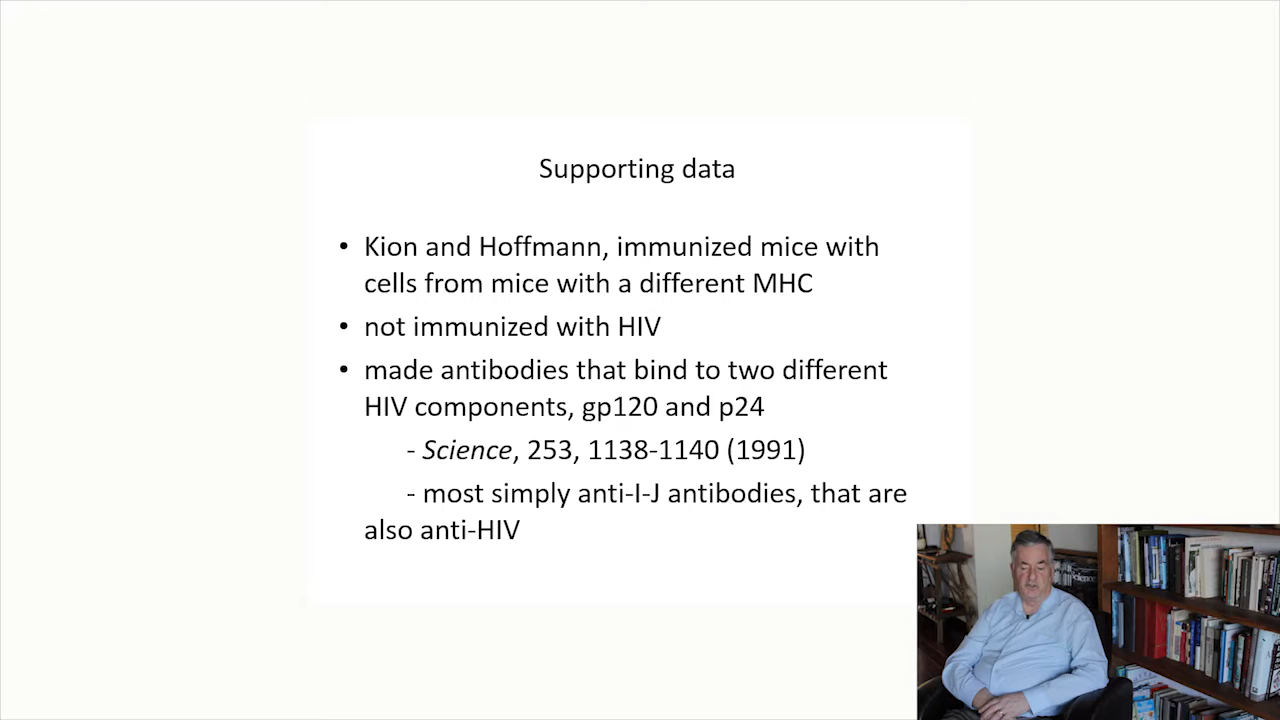 Supporting data
• Kion and Hoffmann, immunized mice with
cells from mice with a different MHC
• not immunized with HIV
• made antibodies that bind to two different
HIV components, gp120 and p24
- Science, 253, 1138-1140 (1991)
- most simply anti-I-J antibodies, that are
also anti-HIV
Science